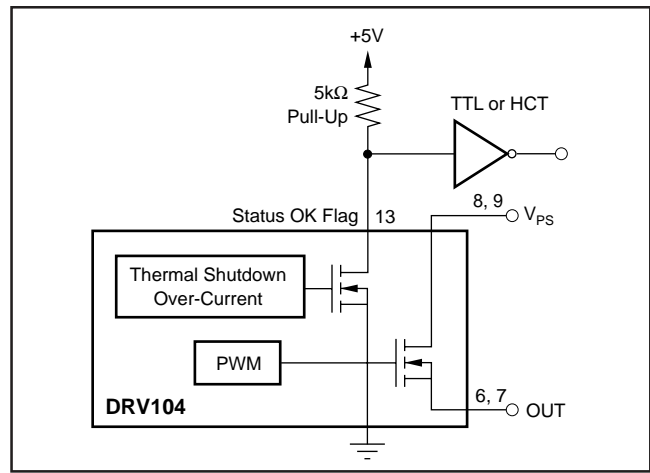 +5V
5kΩ
Pull-Up
TTL or HCT
8, 9
V_PS
Status OK Flag 13
Thermal Shutdown
Over-Current
PWM
DRV104
6, 7
OUT